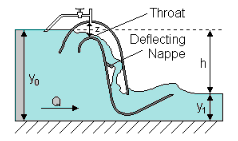 Throat
z
Deflecting
Nappe
y0
h
Q
y1